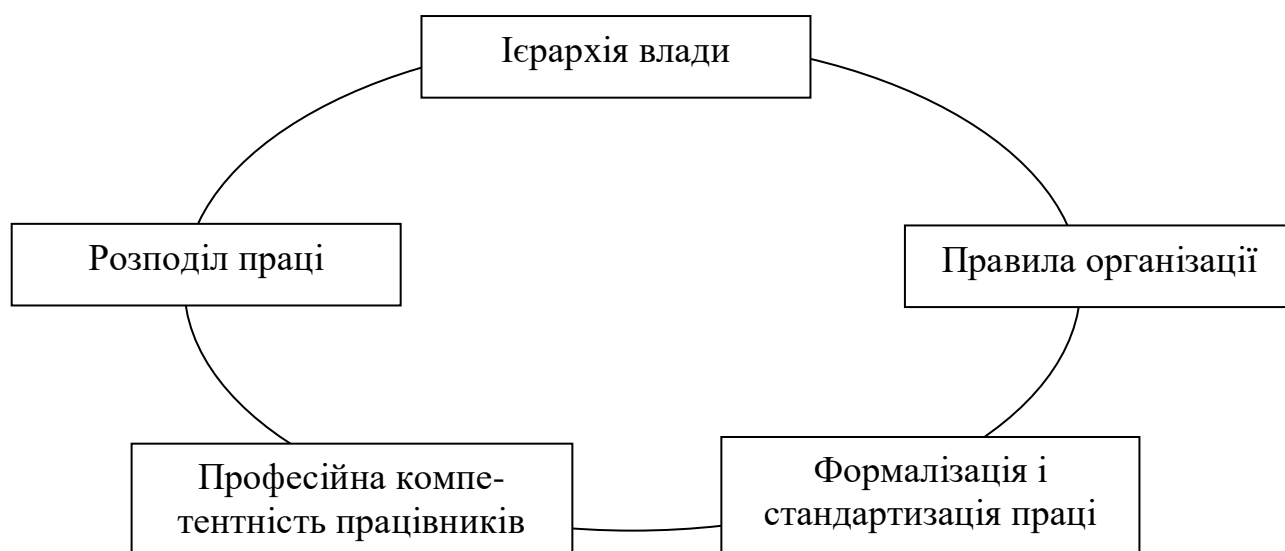 Ієрархія влади
Розподіл праці
Правила організації
Професійна компе-
тентність працівників
Формалізація і
стандартизація праці